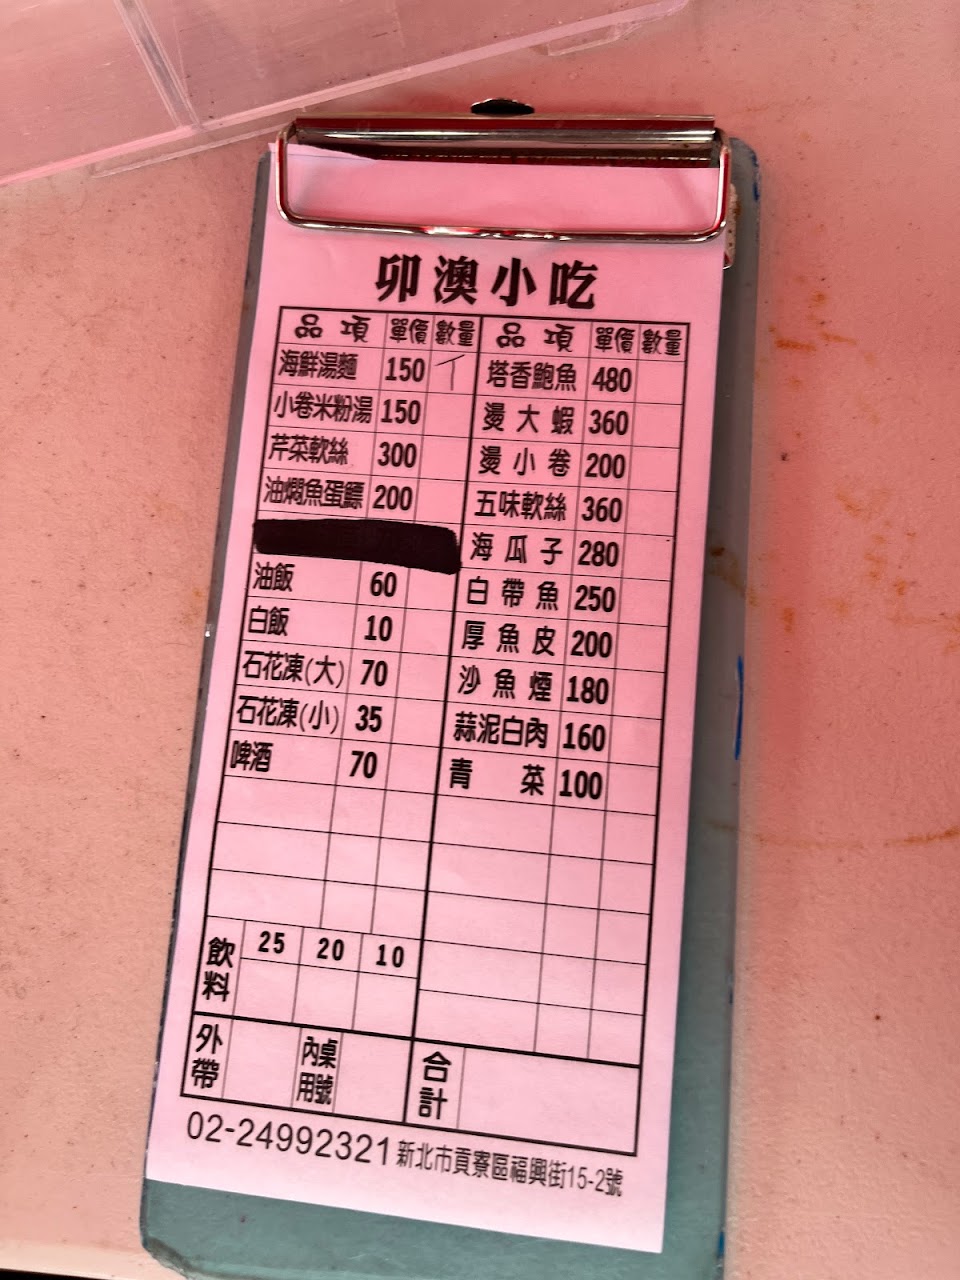 卯澳小吃
品項 單價 數量 品項 單價 數量
海鮮湯麵 150 塔香鮑魚 480
小卷米粉湯 150 燙大蝦 360
芹菜軟絲 300 燙小卷 200
油燜魚蛋鰾 200 五味軟絲 360
海瓜子 280
油飯 60 白帶魚 250
白飯 10 厚魚皮 200
石花凍(大) 70 沙魚煙 180
石花凍(小) 35 蒜泥白肉 160
啤酒 70 青菜 100
飲料 25 20 10
外帶 內用 桌號 合計
02-24992321 新北市貢寮區福興街15-2號